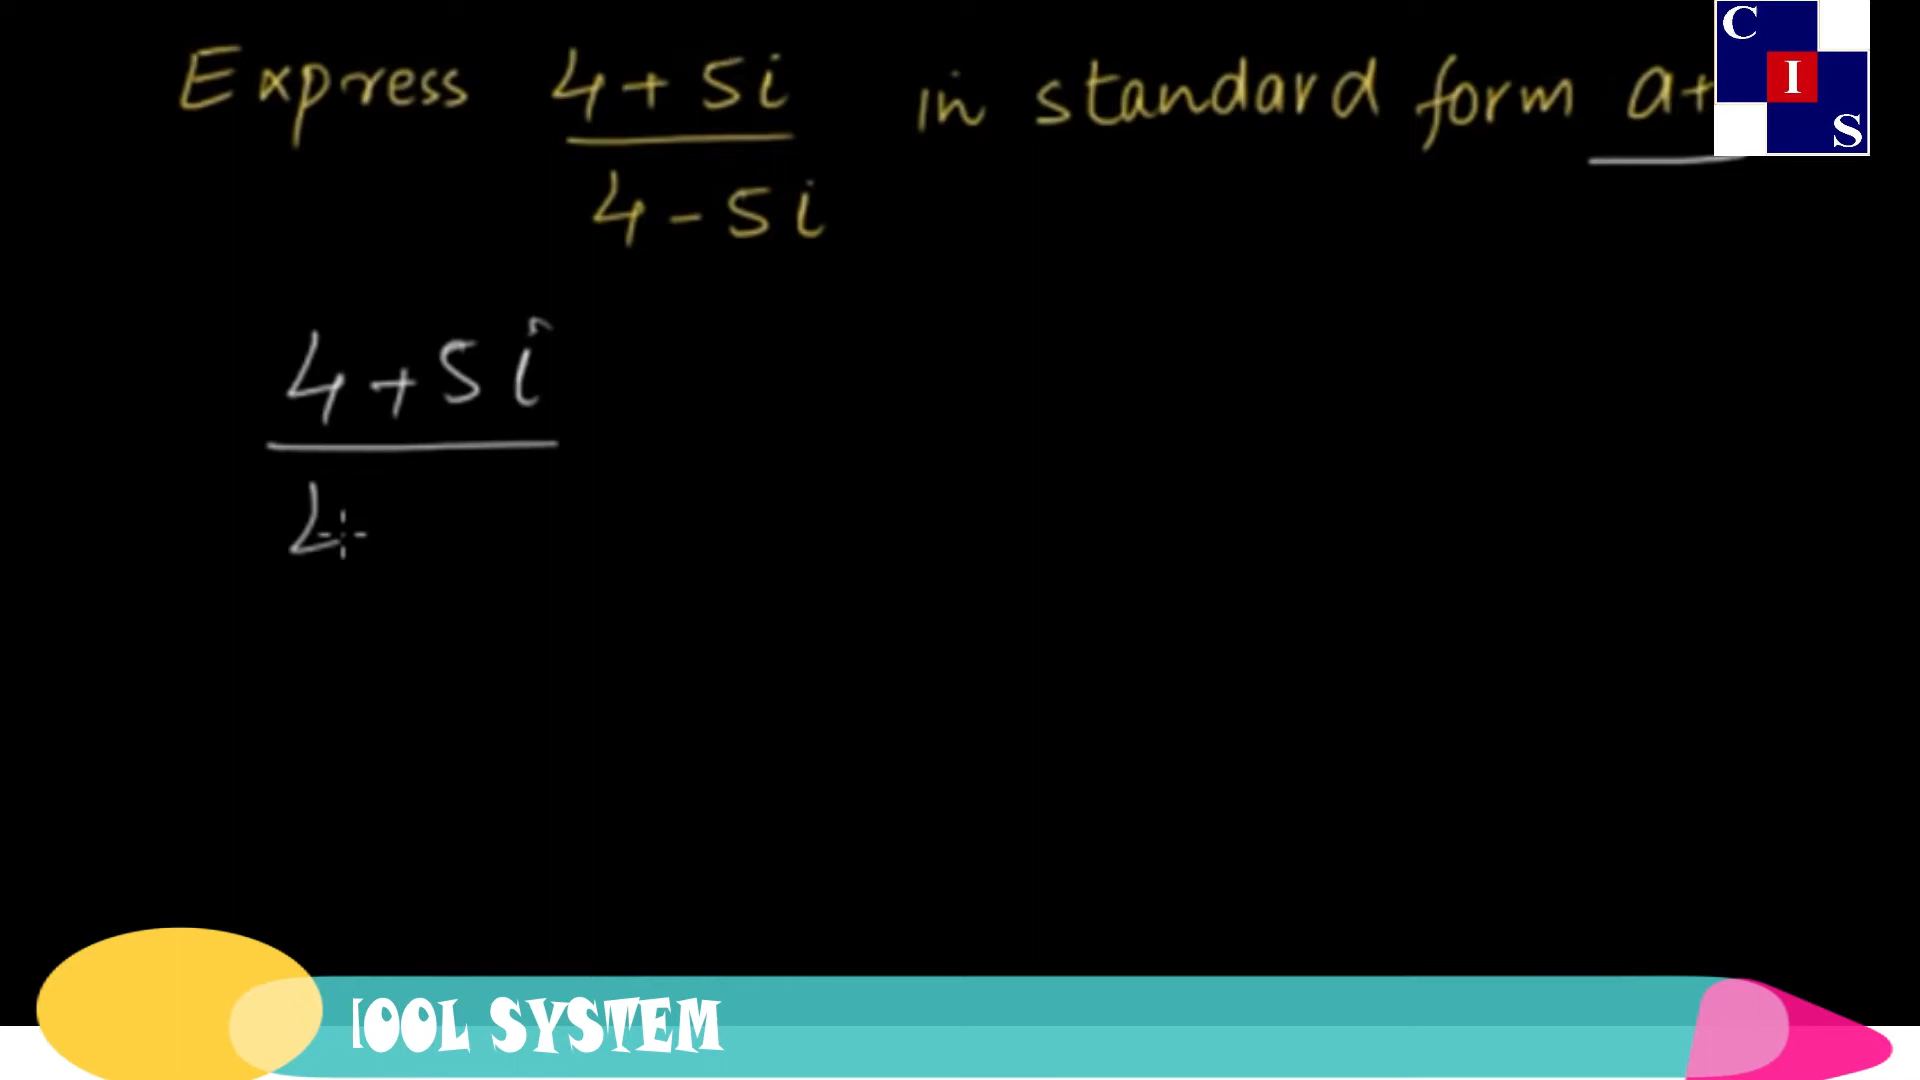 Express 4+5i in standard form a+
4-5i
4+5i
4
C
I
S
OOL SYSTEM